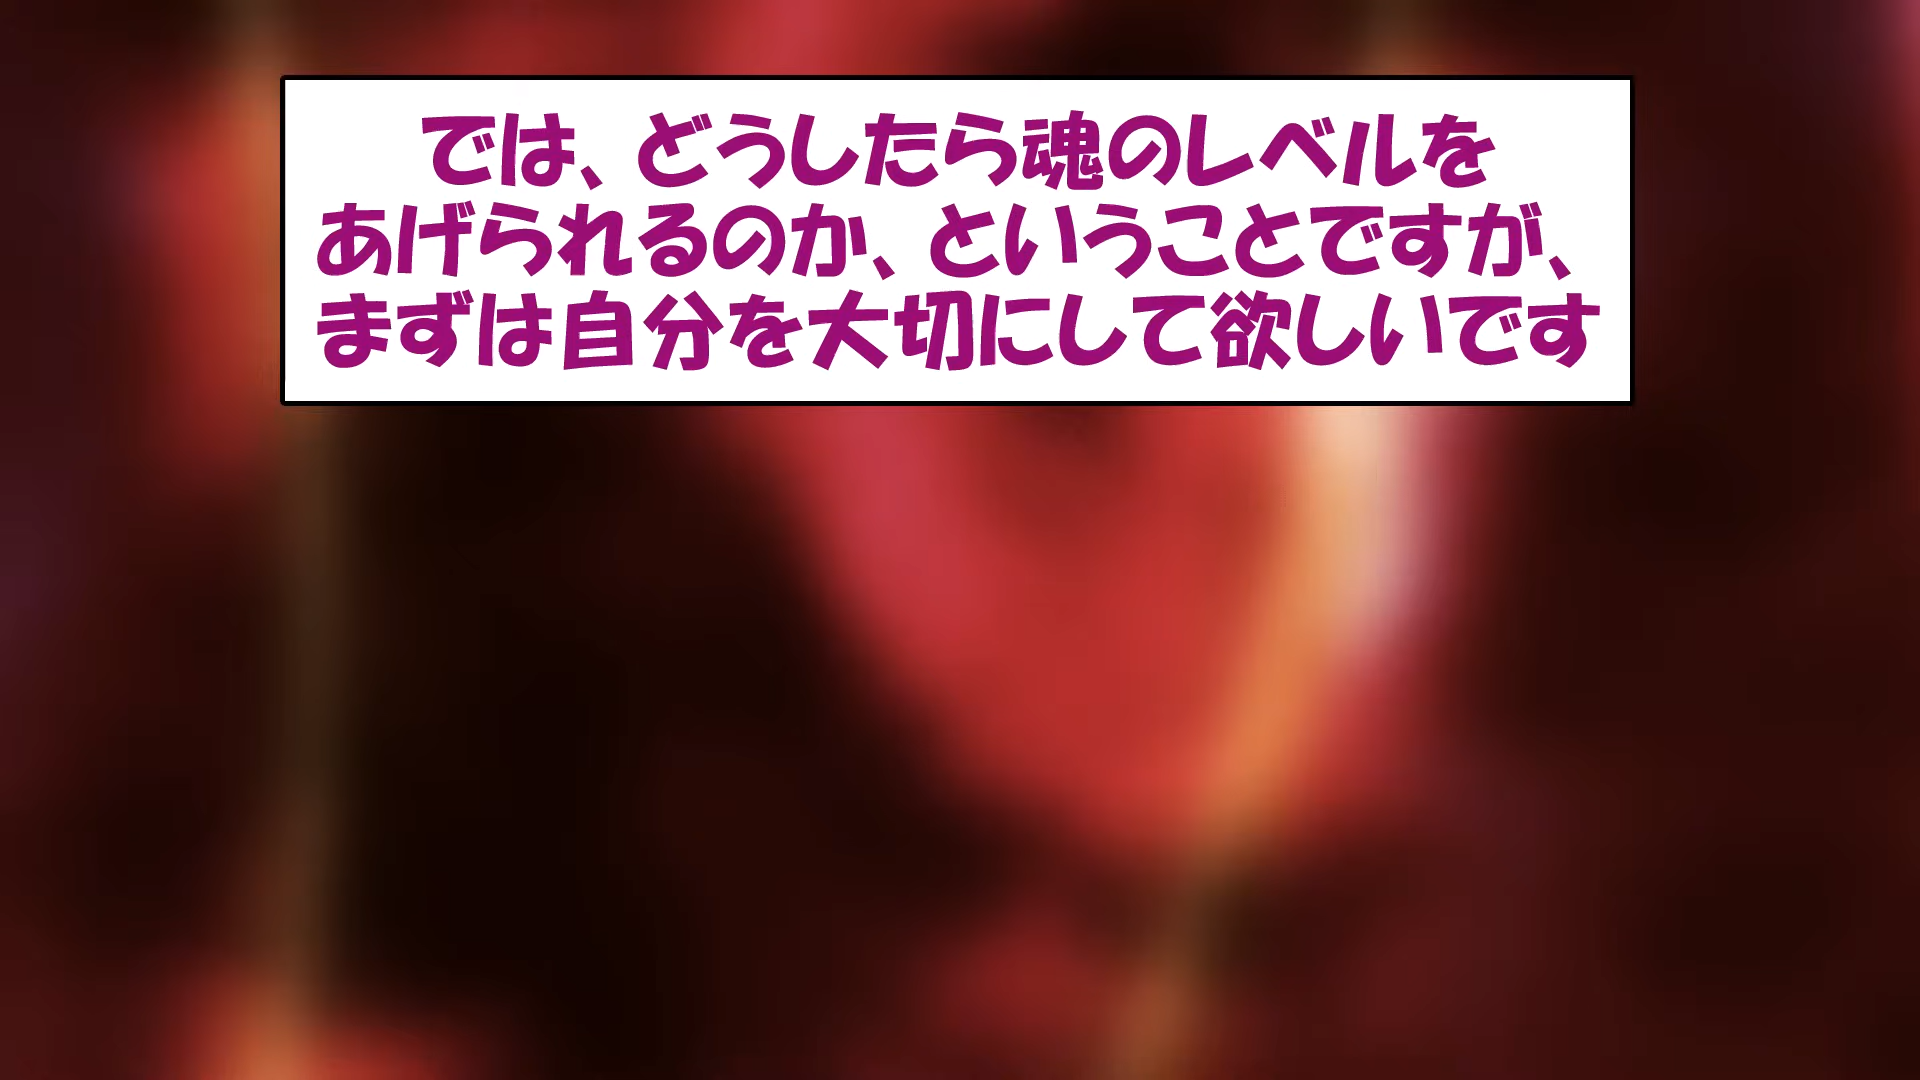 では、どうしたら魂のレベルを
あげられるのか、ということですが、
まずは自分を大切にして欲しいです